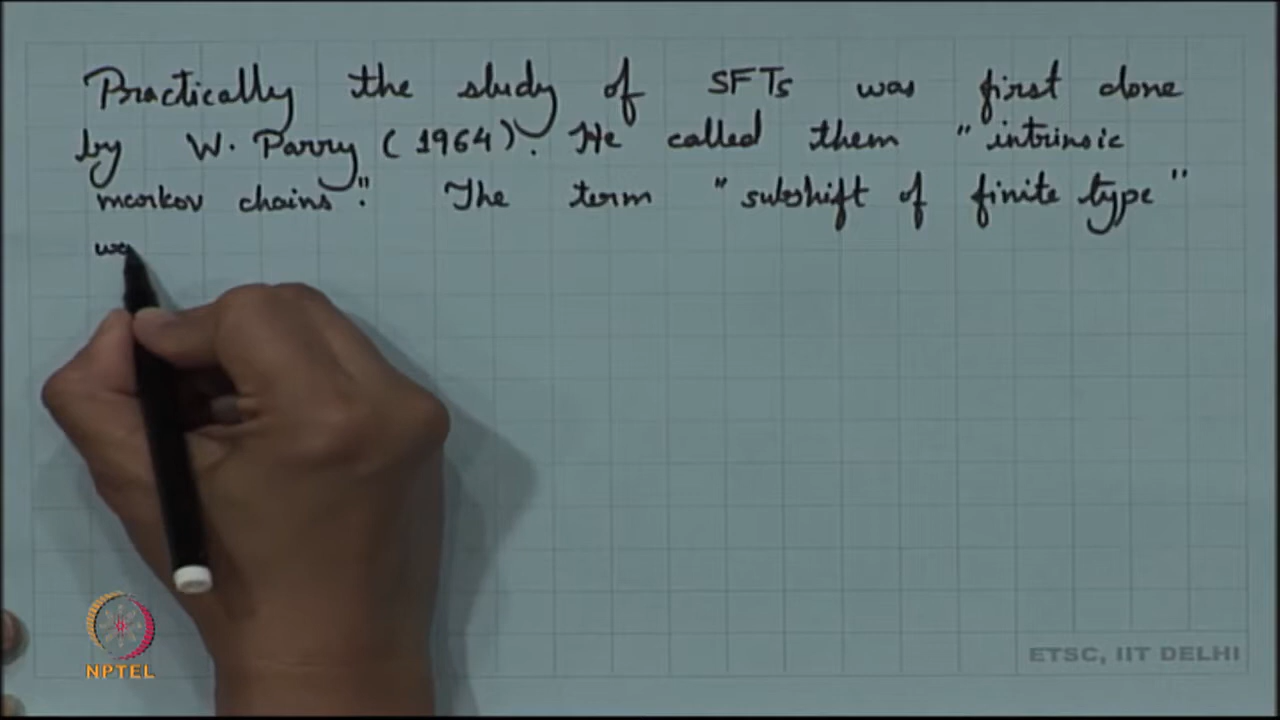 Practically the study of SFTs was first done
by W. Parry (1964). He called them "intrinsic
markov chains". The term "subshift of finite type"
wa
NPTEL
ETSC, IIT DELHI